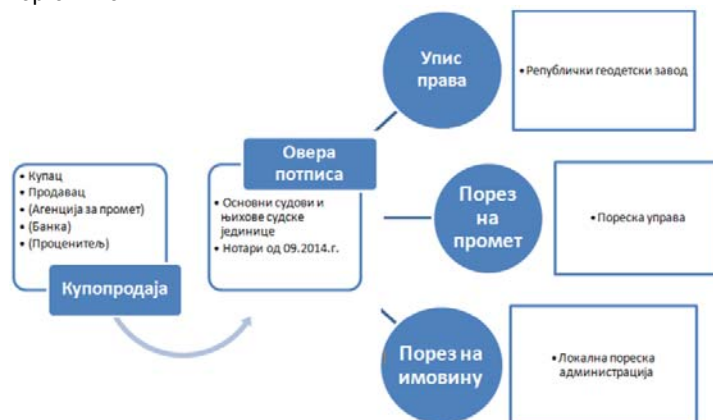 Упис
права
• Републички геодетски завод
Овера
потписа
• Основни судови и
њихове судске
јединице
• Нотари од 09.2014.г.
• Купац
• Продавац
• (Агенција за промет)
• (Банка)
• (Проценитељ)
Купопродаја
Порез
на
промет
• Пореска управа
Порез на
имовину
• Локална пореска
администрација